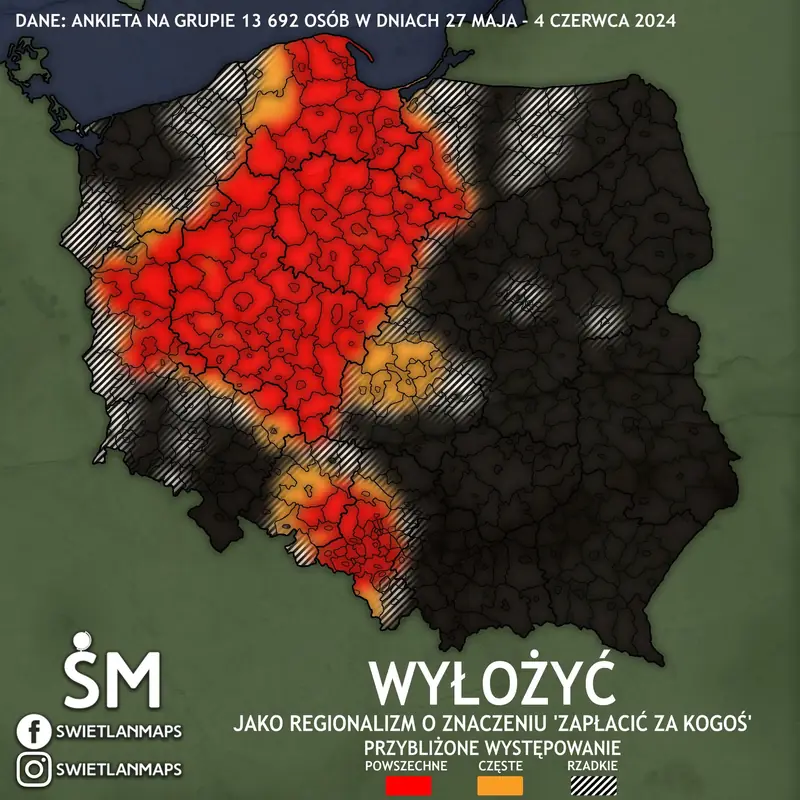 DANE: ANKIETA NA GRUPIE 13 692 OSÓB W DNIACH 27 MAJA - 4 CZERWCA 2024
ŚM
SWIETLANMAPS
SWIETLANMAPS
WYŁOŻYĆ
JAKO REGIONALIZM O ZNACZENIU 'ZAPŁACIĆ ZA KOGOŚ'
PRZYBLIŻONE WYSTĘPOWANIE
POWSZECHNE CZĘSTE RZADKIE